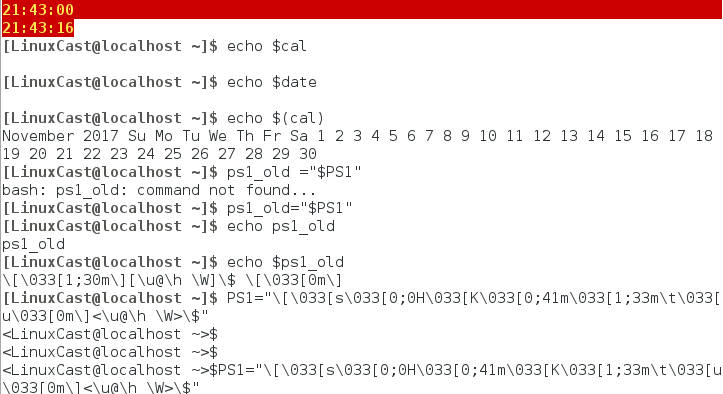 21:43:00
21:43:16
[LinuxCast@localhost ~]$ echo $cal
[LinuxCast@localhost ~]$ echo $date
[LinuxCast@localhost ~]$ echo $(cal)
November 2017 Su Mo Tu We Th Fr Sa 1 2 3 4 5 6 7 8 9 10 11 12 13 14 15 16 17 18
19 20 21 22 23 24 25 26 27 28 29 30
[LinuxCast@localhost ~]$ ps1_old ="$PS1"
bash: ps1_old: command not found...
[LinuxCast@localhost ~]$ ps1_old="$PS1"
[LinuxCast@localhost ~]$ echo ps1_old
ps1_old
[LinuxCast@localhost ~]$ echo $ps1_old
\[\033[1;30m\][\u@\h \W]\$ \[\033[0m\]
[LinuxCast@localhost ~]$ PS1="\[\033[s\033[0;0H\033[K\033[0;41m\033[1;33m\t\033[
u\033[0m\]<\u@\h \W>\$"
<LinuxCast@localhost ~>$
<LinuxCast@localhost ~>$
<LinuxCast@localhost ~>$PS1="\[\033[s\033[0;0H\033[0;41m\033[K\033[1;33m\t\033[u
\033[0m\]<\u@\h \W>\$"